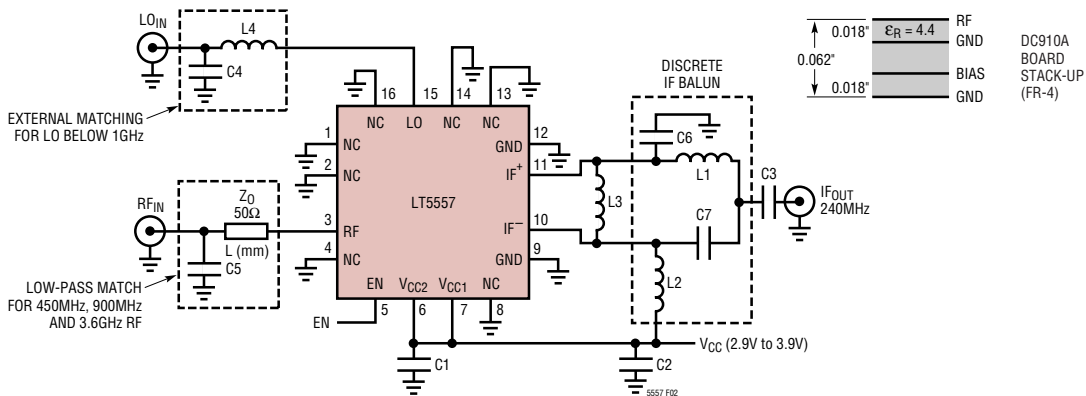 LOIN
L4
C4
EXTERNAL MATCHING
FOR LO BELOW 1GHz
RFIN
ZO
50Ω
L (mm)
C5
LOW-PASS MATCH
FOR 450MHz, 900MHz
AND 3.6GHz RF
16
15
14
13
NC
LO
NC
NC
1
NC
2
NC
3
RF
4
NC
LT5557
GND
12
IF+
11
IF−
10
GND
9
EN
VCC2
VCC1
NC
5
6
7
8
EN
C1
C2
VCC (2.9V to 3.9V)
5557 F02
L3
DISCRETE
IF BALUN
C6
L1
C7
L2
C3
IFOUT
240MHz
0.018"
0.062"
0.018"
εR = 4.4
RF
GND
BIAS
GND
DC910A
BOARD
STACK-UP
(FR-4)